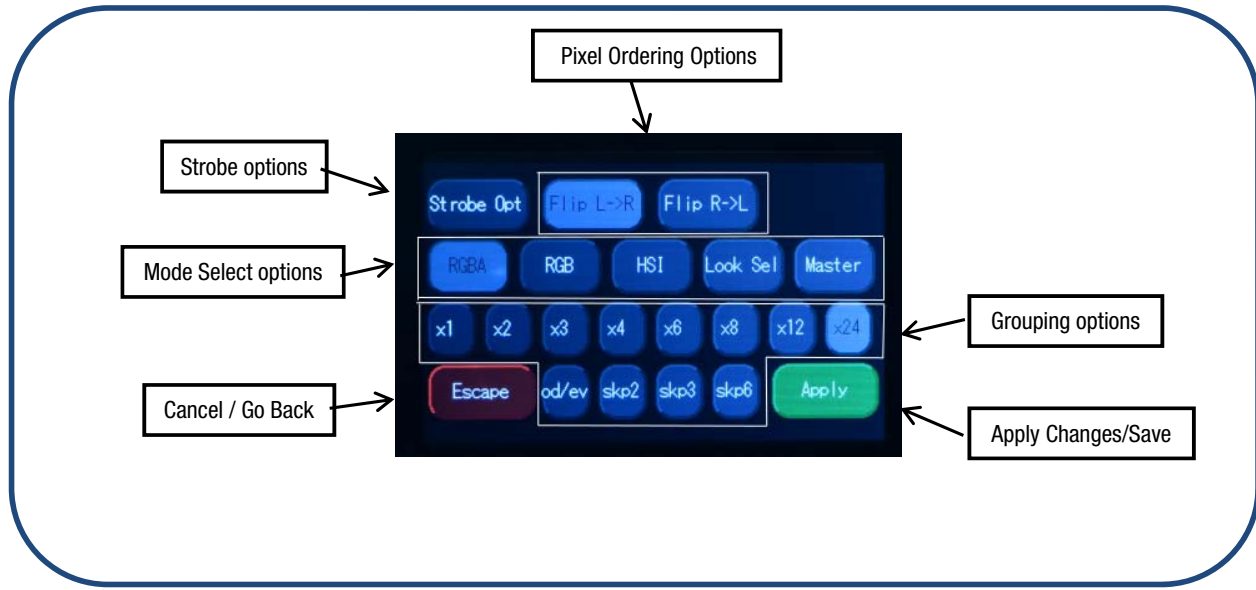 Pixel Ordering Options
Strobe options
Strobe Opt Flip L->R Flip R->L
Mode Select options
RGBA RGB HSI Look Sel Master
Grouping options
x1 x2 x3 x4 x6 x8 x12 x24
Cancel / Go Back
Escape od/ev skp2 skp3 skp6 Apply
Apply Changes/Save